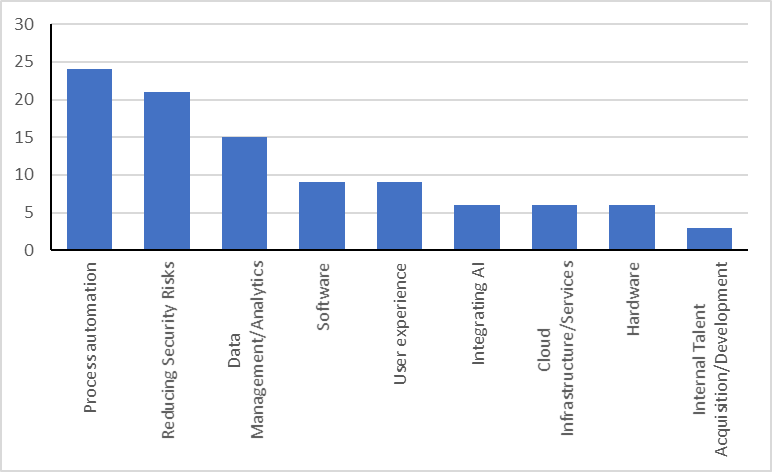 30
25
20
15
10
5
0
Process automation
Reducing Security Risks
Data
Management/Analytics
Software
User experience
Integrating AI
Cloud
Infrastructure/Services
Hardware
Internal Talent
Acquisition/Development